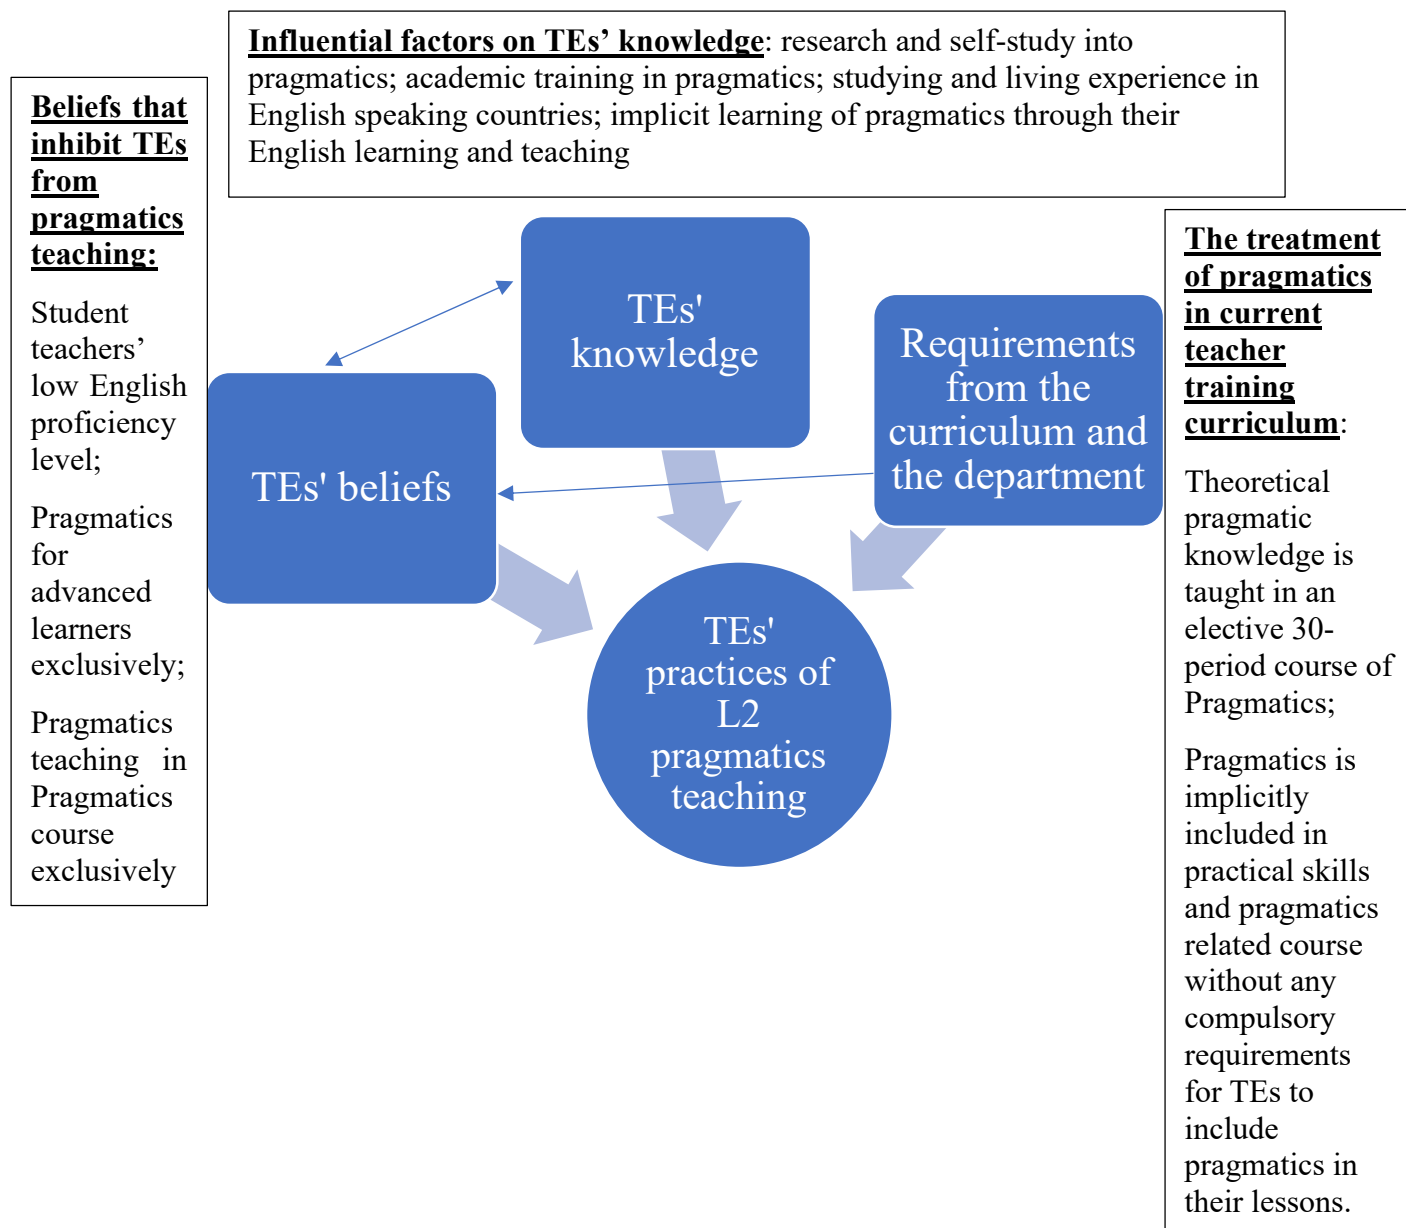 Influential factors on TEs’ knowledge: research and self-study into
pragmatics; academic training in pragmatics; studying and living experience in
English speaking countries; implicit learning of pragmatics through their
English learning and teaching
Beliefs that
inhibit TEs
from
pragmatics
teaching:
Student
teachers’
low English
proficiency
level;
Pragmatics
for
advanced
learners
exclusively;
Pragmatics
teaching in
Pragmatics
course
exclusively
TEs'
knowledge
TEs' beliefs
Requirements
from the
curriculum and
the department
TEs'
practices of
L2
pragmatics
teaching
The treatment
of pragmatics
in current
teacher
training
curriculum:
Theoretical
pragmatic
knowledge is
taught in an
elective 30-
period course of
Pragmatics;
Pragmatics is
implicitly
included in
practical skills
and pragmatics
related course
without any
compulsory
requirements
for TEs to
include
pragmatics in
their lessons.